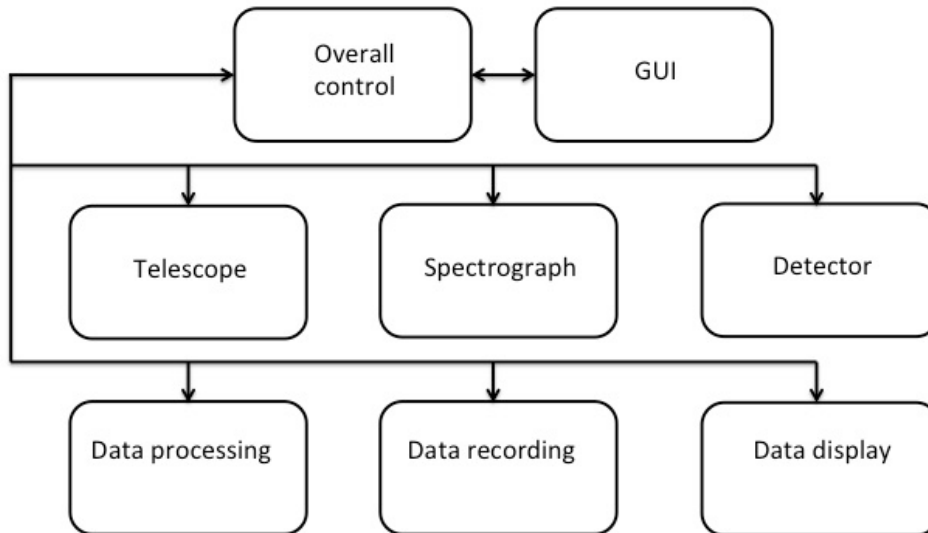 Overall
control
GUI
Telescope
Spectrograph
Detector
Data processing
Data recording
Data display